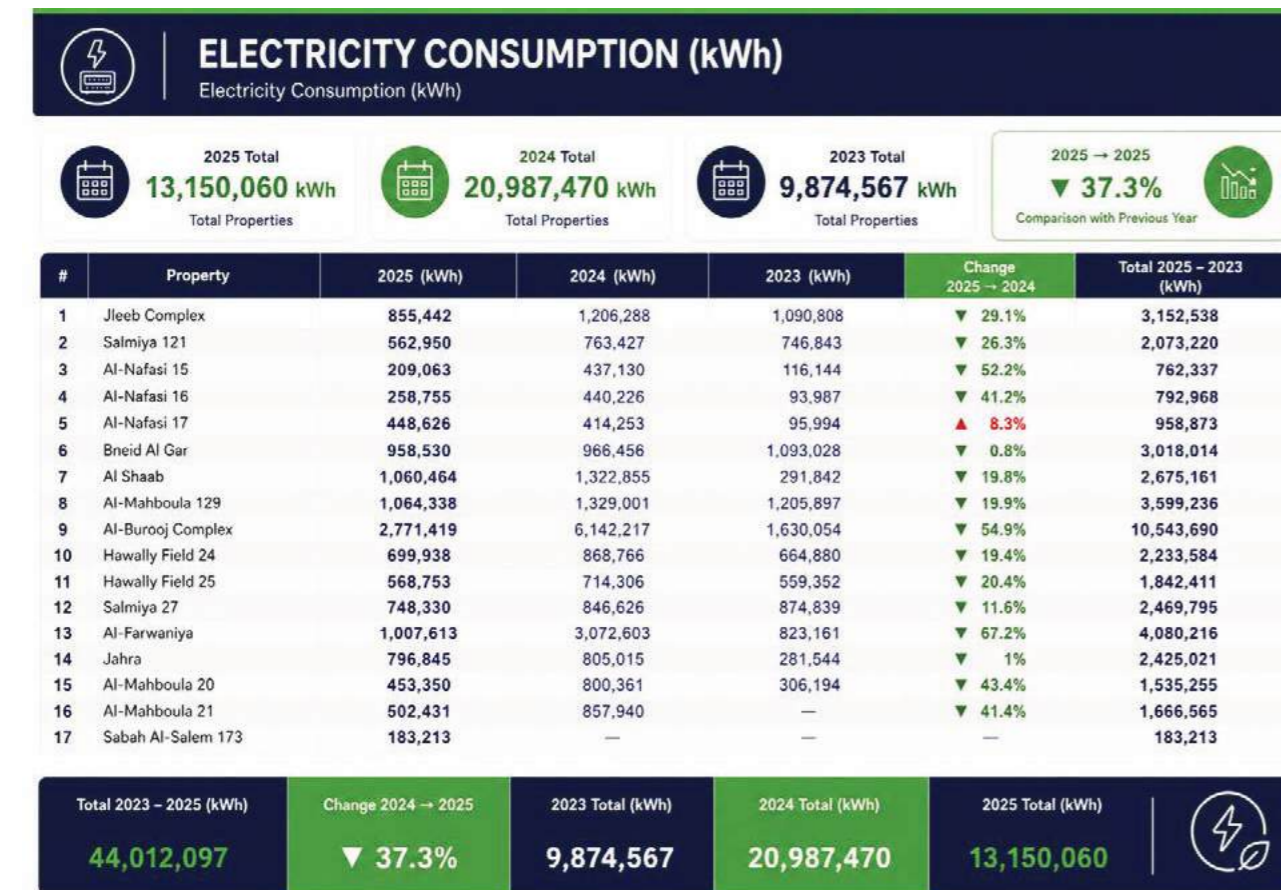 ELECTRICITY CONSUMPTION (kWh)
Electricity Consumption (kWh)
2025 Total
13,150,060 kWh
Total Properties
2024 Total
20,987,470 kWh
Total Properties
2023 Total
9,874,567 kWh
Total Properties
2025 → 2025
▼ 37.3%
Comparison with Previous Year
# Property 2025 (kWh) 2024 (kWh) 2023 (kWh) Change 2025 → 2024 Total 2025 – 2023 (kWh)
1 Jleeb Complex 855,442 1,206,288 1,090,808 ▼ 29.1% 3,152,538
2 Salmiya 121 562,950 763,427 746,843 ▼ 26.3% 2,073,220
3 Al-Nafasi 15 209,063 437,130 116,144 ▼ 52.2% 762,337
4 Al-Nafasi 16 258,755 440,226 93,987 ▼ 41.2% 792,968
5 Al-Nafasi 17 448,626 414,253 95,994 ▲ 8.3% 958,873
6 Bneid Al Gar 958,530 966,456 1,093,028 ▼ 0.8% 3,018,014
7 Al Shaab 1,060,464 1,322,855 291,842 ▼ 19.8% 2,675,161
8 Al-Mahboula 129 1,064,338 1,329,001 1,205,897 ▼ 19.9% 3,599,236
9 Al-Burooj Complex 2,771,419 6,142,217 1,630,054 ▼ 54.9% 10,543,690
10 Hawally Field 24 699,938 868,766 664,880 ▼ 19.4% 2,233,584
11 Hawally Field 25 568,753 714,306 559,352 ▼ 20.4% 1,842,411
12 Salmiya 27 748,330 846,626 874,839 ▼ 11.6% 2,469,795
13 Al-Farwaniya 1,007,613 3,072,603 823,161 ▼ 67.2% 4,080,216
14 Jahra 796,845 805,015 281,544 ▼ 1% 2,425,021
15 Al-Mahboula 20 453,350 800,361 306,194 ▼ 43.4% 1,535,255
16 Al-Mahboula 21 502,431 857,940 — ▼ 41.4% 1,666,565
17 Sabah Al-Salem 173 183,213 — — — 183,213
Total 2023 – 2025 (kWh)
44,012,097
Change 2024 → 2025
▼ 37.3%
2023 Total (kWh)
9,874,567
2024 Total (kWh)
20,987,470
2025 Total (kWh)
13,150,060